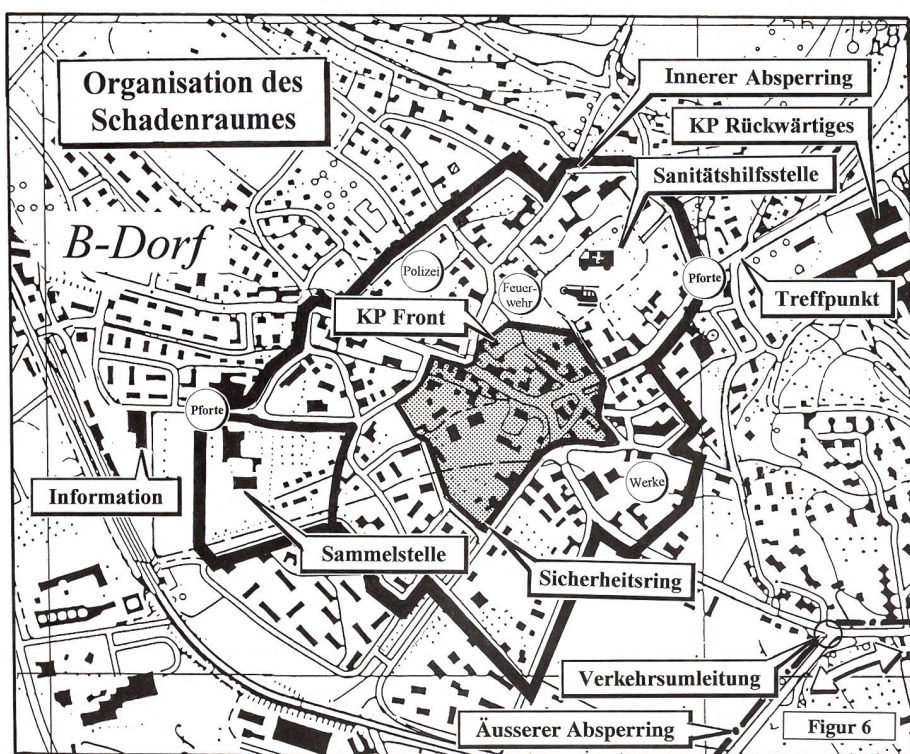 Organisation des
Schadenraumes
Innerer Absperring
KP Rückwärtiges
Sanitätshilfsstelle
B-Dorf
Polizei
Feuer-
wehr
Pforte
KP Front
Treffpunkt
Pforte
Information
Werke
Sammelstelle
Sicherheitsring
Verkehrsumleitung
Äusserer Absperring
Figur 6